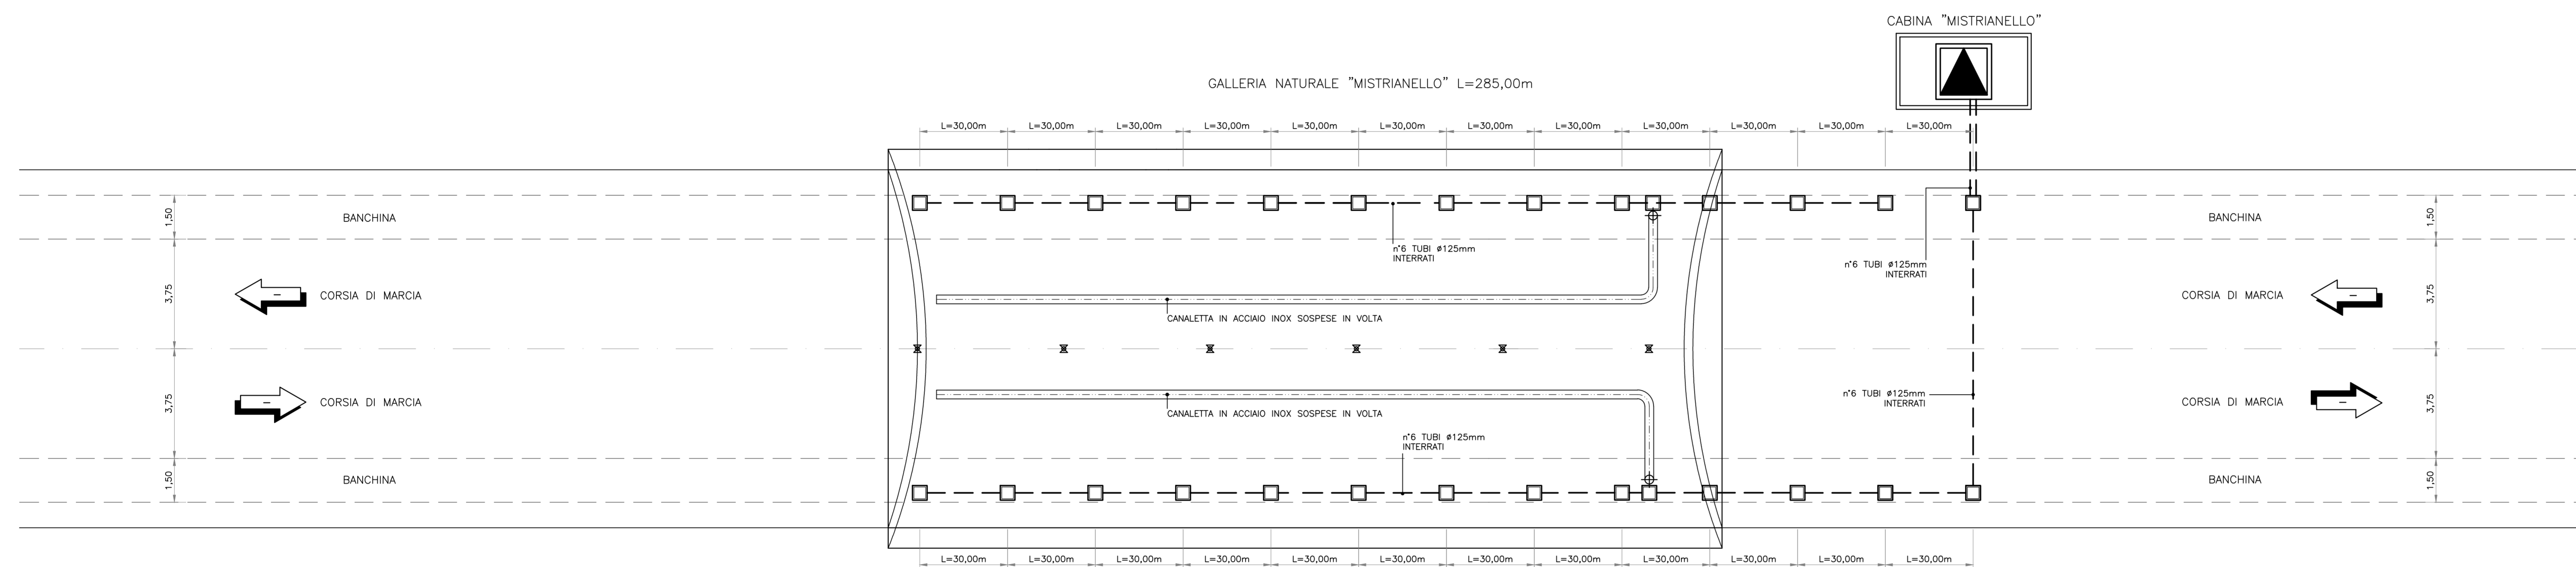 CABINA "MISTRIANELLO"
GALLERIA NATURALE "MISTRIANELLO" L=285,00m
L=30,00m L=30,00m L=30,00m L=30,00m L=30,00m L=30,00m L=30,00m L=30,00m L=30,00m L=30,00m L=30,00m L=30,00m
1,50
BANCHINA
BANCHINA
1,50
n°6 TUBI Ø125mm
INTERRATI
n°6 TUBI Ø125mm
INTERRATI
3,75
CORSIA DI MARCIA
CORSIA DI MARCIA
3,75
CANALETTA IN ACCIAIO INOX SOSPESE IN VOLTA
3,75
CORSIA DI MARCIA
CANALETTA IN ACCIAIO INOX SOSPESE IN VOLTA
n°6 TUBI Ø125mm
INTERRATI
CORSIA DI MARCIA
3,75
n°6 TUBI Ø125mm
INTERRATI
1,50
BANCHINA
BANCHINA
1,50
L=30,00m L=30,00m L=30,00m L=30,00m L=30,00m L=30,00m L=30,00m L=30,00m L=30,00m L=30,00m L=30,00m L=30,00m